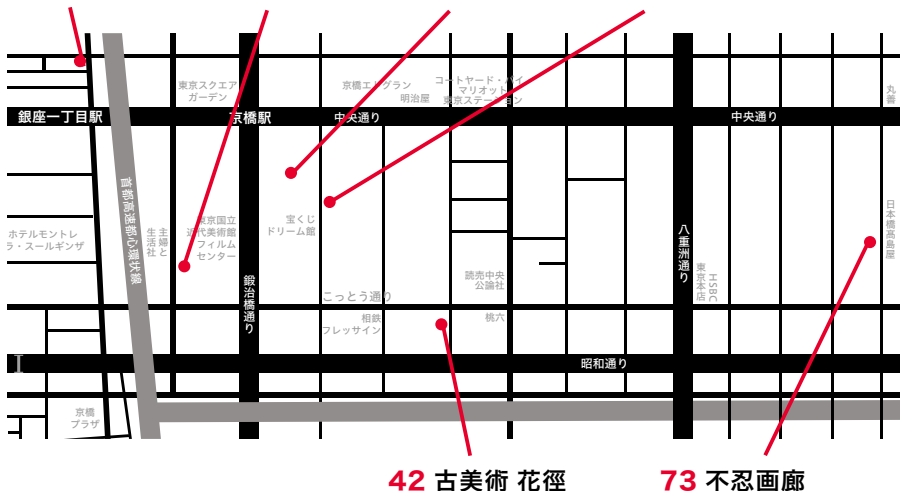 東京スクエア
ガーデン
京橋エドグラン
明治屋
コートヤード・バイ
マリオット
東京ステーション
丸善
銀座一丁目駅
京橋駅
中央通り
中央通り
首都高速都心環状線
ホテルモントレ
ラ・スールギンザ
主婦と
生活社
東京国立
近代美術館
フィルム
センター
宝くじ
ドリーム館
八重洲通り
日本橋髙島屋
鍛治橋通り
読売中央
公論社
HSBC
東京本店
こっとう通り
相鉄
フレッサイン
桃六
昭和通り
京橋
プラザ
42 古美術 花徑
73 不忍画廊